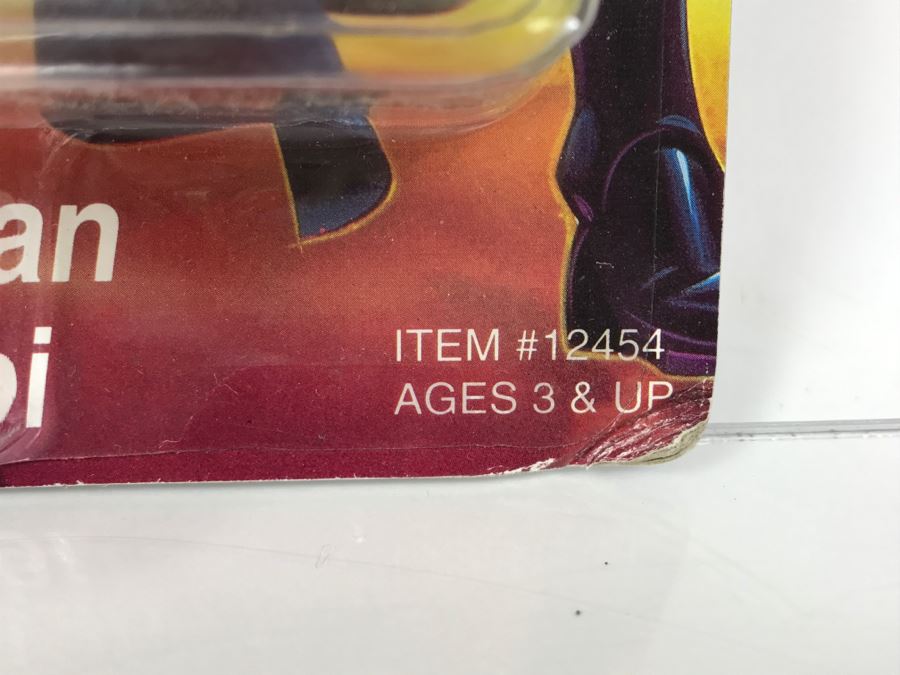 an
i
ITEM #12454
AGES 3 & UP